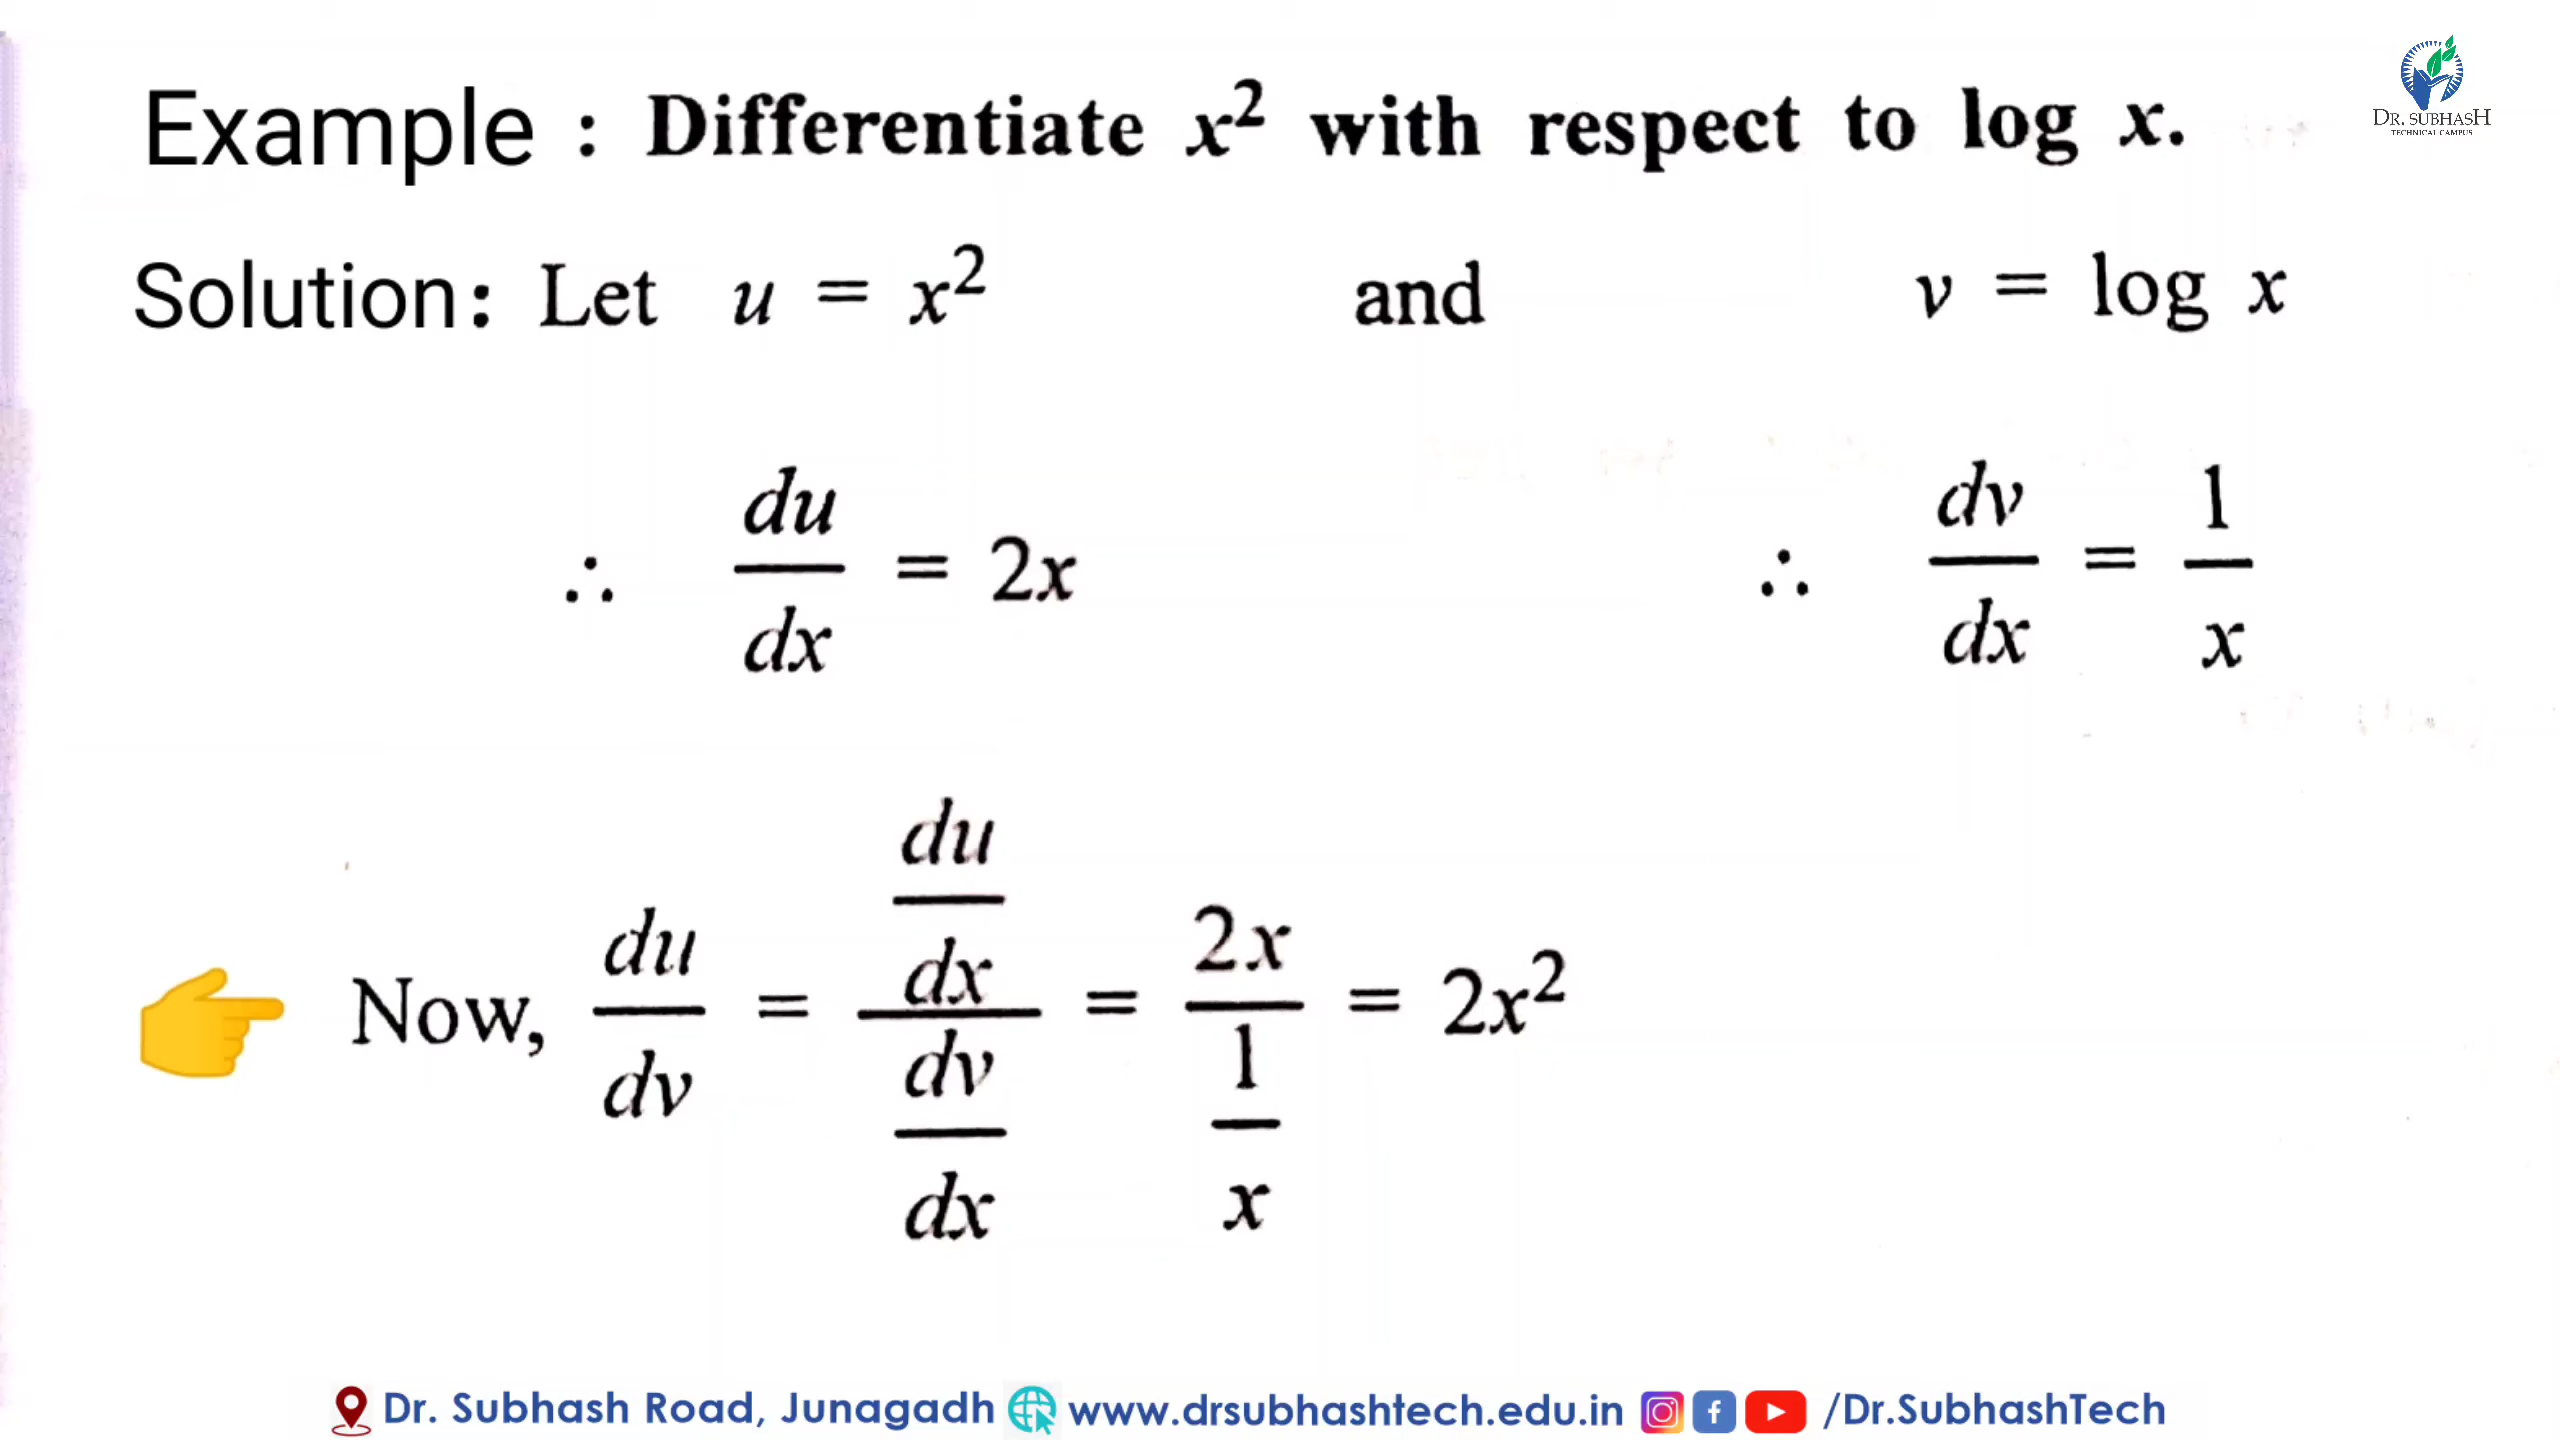 Example : Differentiate x² with respect to log x.
DR. SUBHASH
TECHNICAL CAMPUS
Solution: Let u = x² and v = log x
∴ du/dx = 2x ∴ dv/dx = 1/x
Now, du/dv = (du/dx)/(dv/dx) = 2x/(1/x) = 2x²
Dr. Subhash Road, Junagadh www.drsubhashtech.edu.in /Dr.SubhashTech